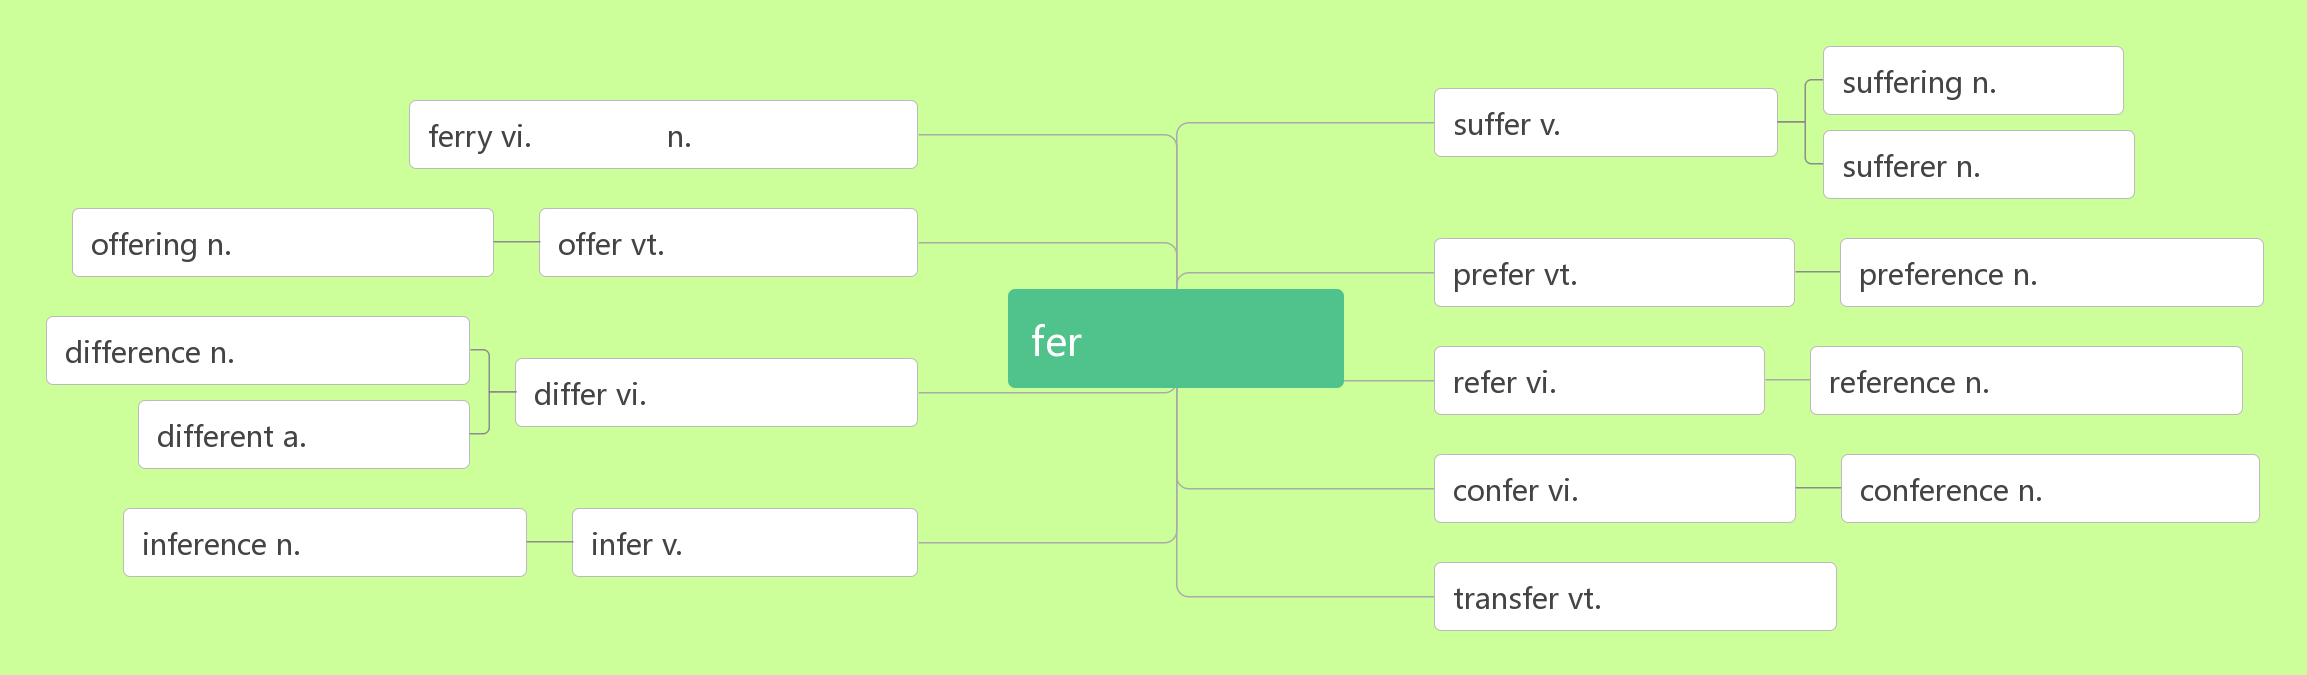 fer
suffer v.
suffering n.
sufferer n.
prefer vt.
preference n.
refer vi.
reference n.
confer vi.
conference n.
transfer vt.
ferry vi. n.
offer vt.
offering n.
differ vi.
difference n.
different a.
infer v.
inference n.